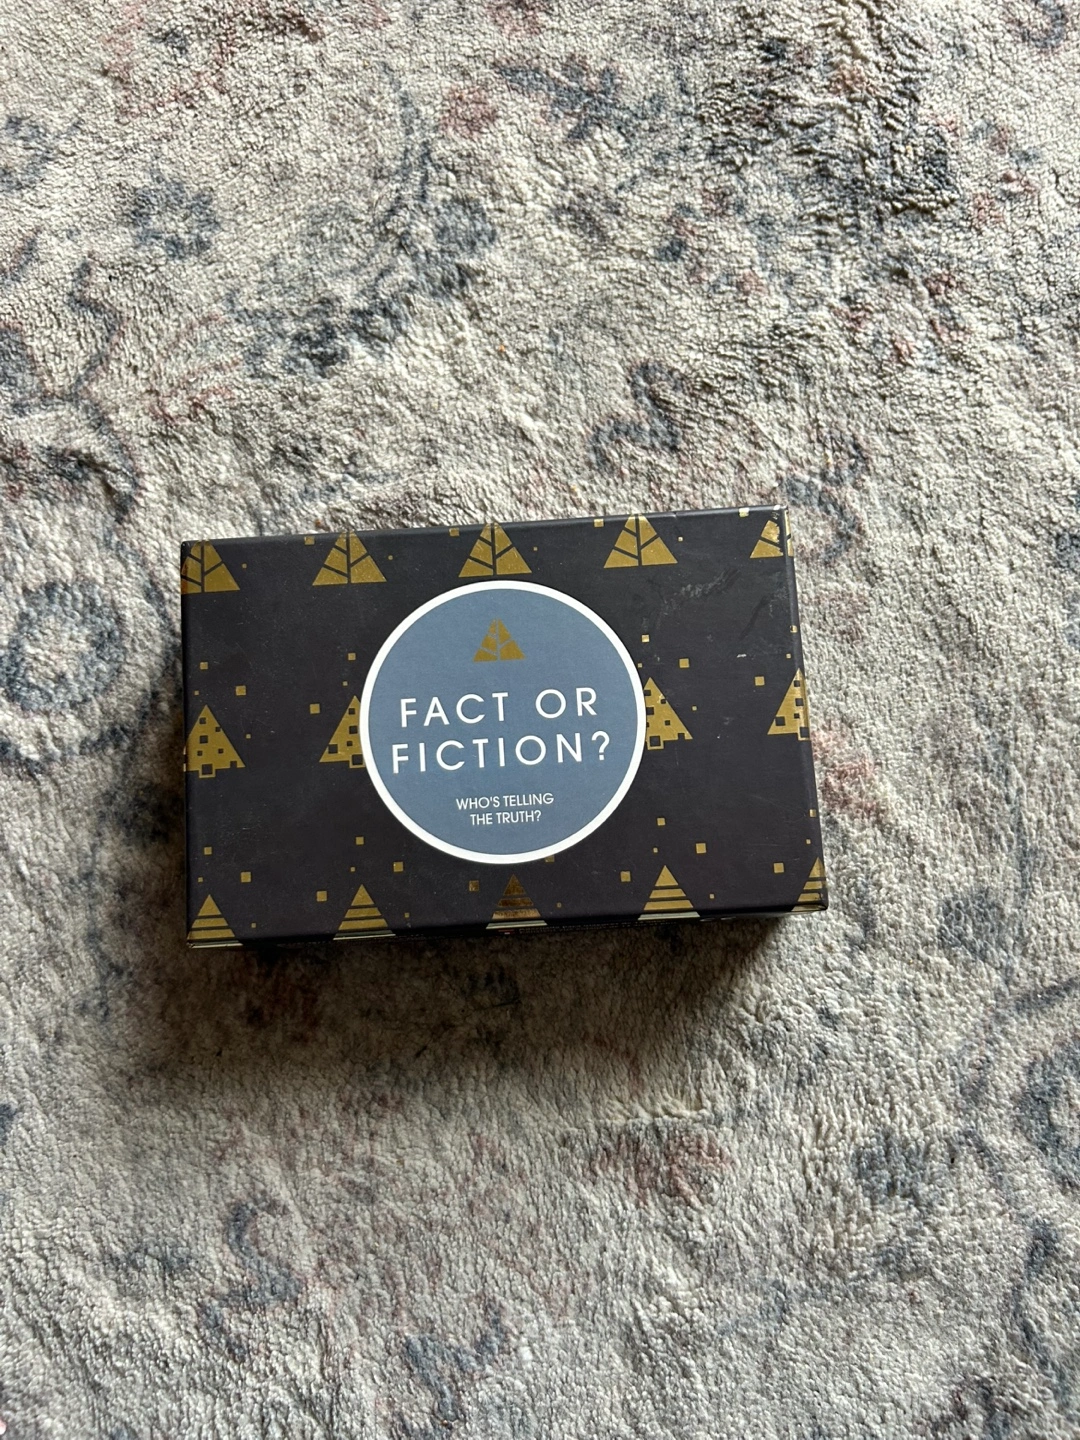 FACT OR
FICTION?
WHO'S TELLING
THE TRUTH?